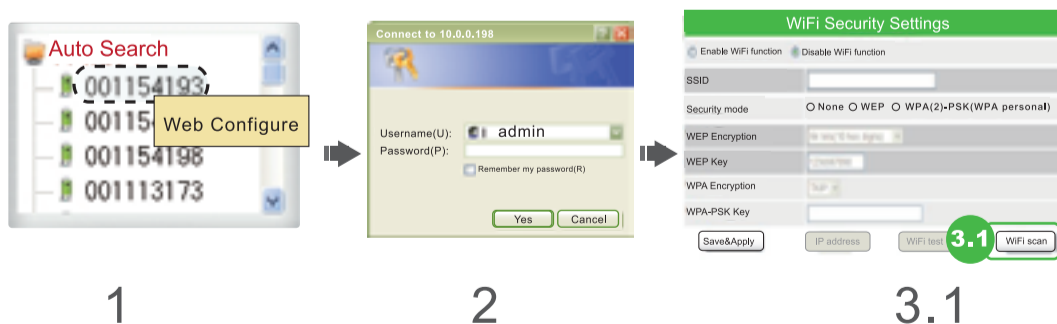 Auto Search
001154193
00115
Web Configure
001154198
001113173
1
Connect to 10.0.0.198
Username(U):
admin
Password(P):
Remember my password(R)
Yes
Cancel
2
WiFi Security Settings
Enable WiFi function
Disable WiFi function
SSID
Security mode
None
WEP
WPA(2)-PSK(WPA personal)
WEP Encryption
WEP Key
WPA Encryption
WPA-PSK Key
Save&Apply
IP address
WiFi test
3.1
WiFi scan
3.1